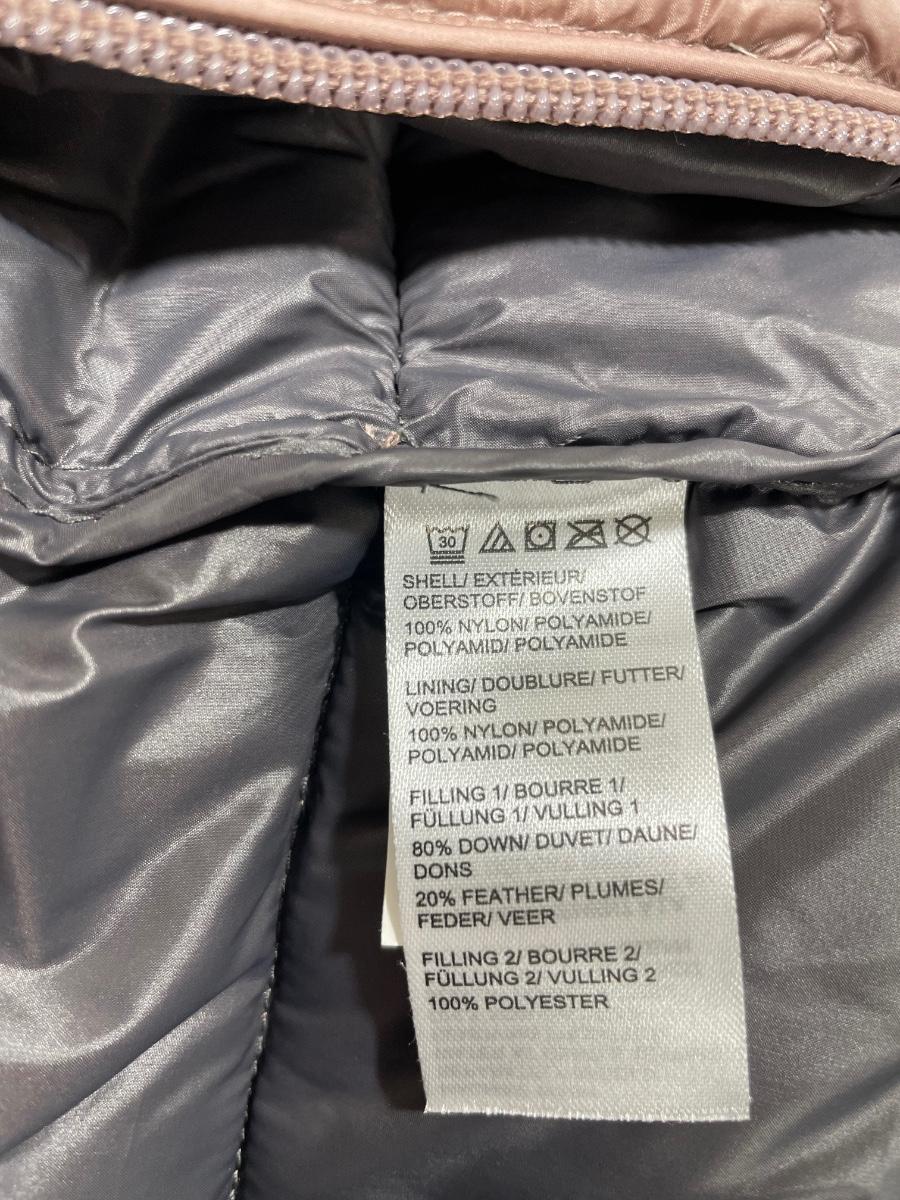 30
SHELL/ EXTÉRIEUR/
OBERSTOFF/ BOVENSTOF
100% NYLON/ POLYAMIDE/
POLYAMID/ POLYAMIDE
LINING/ DOUBLURE/ FUTTER/
VOERING
100% NYLON/ POLYAMIDE/
POLYAMID/ POLYAMIDE
FILLING 1/ BOURRE 1/
FÜLLUNG 1/ VULLING 1
80% DOWN/ DUVET/ DAUNE/
DONS
20% FEATHER/ PLUMES/
FEDER/ VEER
FILLING 2/ BOURRE 2/
FÜLLUNG 2/ VULLING 2
100% POLYESTER